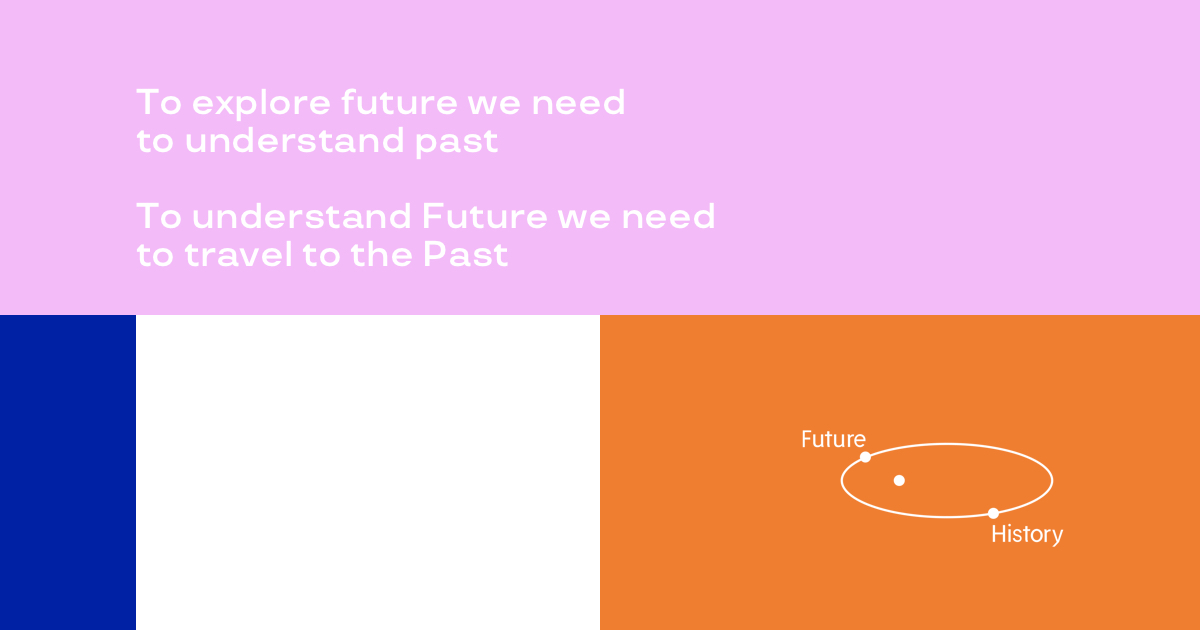 To explore future we need
to understand past
To understand Future we need
to travel to the Past
Future
History